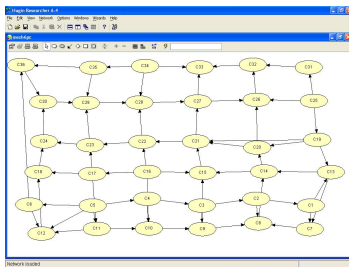 Hugin Researcher 6.4
File Edit View Network Options Windows Wizards Help
mesh6pc
C36 C35 C34 C33 C32 C31
C30 C29 C28 C27 C26 C25
C24 C23 C22 C21 C20 C19
C18 C17 C16 C15 C14 C13
C6 C5 C4 C3 C2 C1
C12 C11 C10 C9 C8 C7
Network loaded